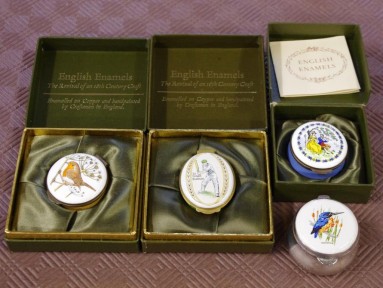 English Enamels
The Revival of an 18th Century Craft
Enamelled on Copper and handpainted
by Craftsmen in England.
English Enamels
The Revival of an 18th Century Craft
Enamelled on Copper and handpainted
by Craftsmen in England.
ENGLISH
ENAMELS